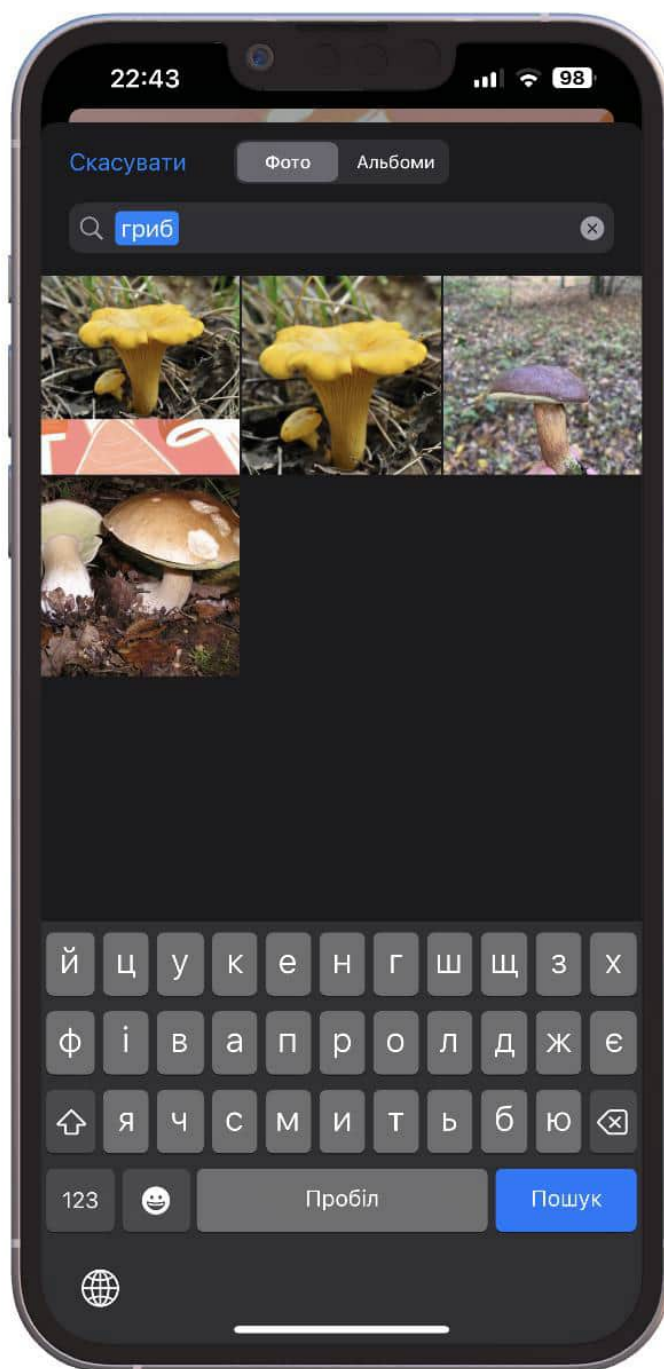 22:43 98
Скасувати Фото Альбоми
гриб
й ц у к е н г ш щ з х
ф і в а п р о л д ж є
я ч с м и т ь б ю
123 Пробіл Пошук